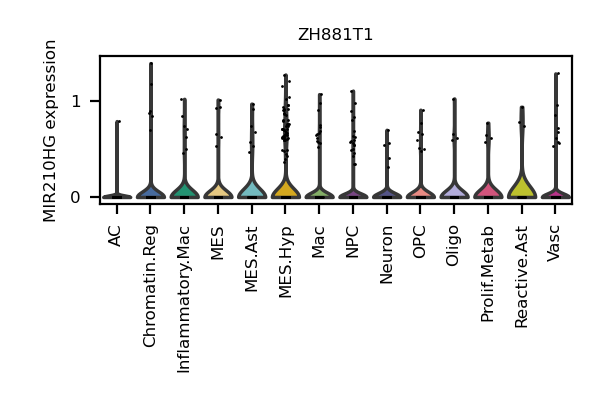 ZH881T1
MIR210HG expression
1
0
AC
Chromatin.Reg
Inflammatory.Mac
MES
MES.Ast
MES.Hyp
Mac
NPC
Neuron
OPC
Oligo
Prolif.Metab
Reactive.Ast
Vasc